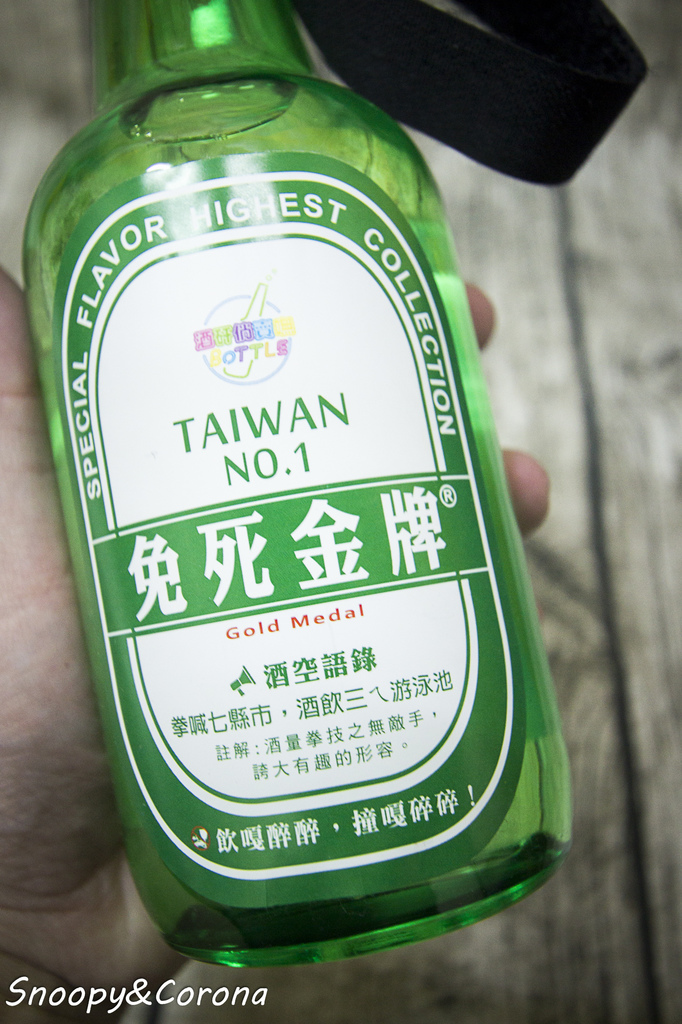 SPECIAL FLAVOR HIGHEST COLLECTION
BOTTLE
TAIWAN
NO.1
免死金牌®
Gold Medal
酒空語錄
拳喊七縣市，酒飲三ㄟ游泳池
註解：酒量拳技之無敵手，
誇大有趣的形容。
飲嘎醉醉，撞嘎碎碎！
Snoopy&Corona